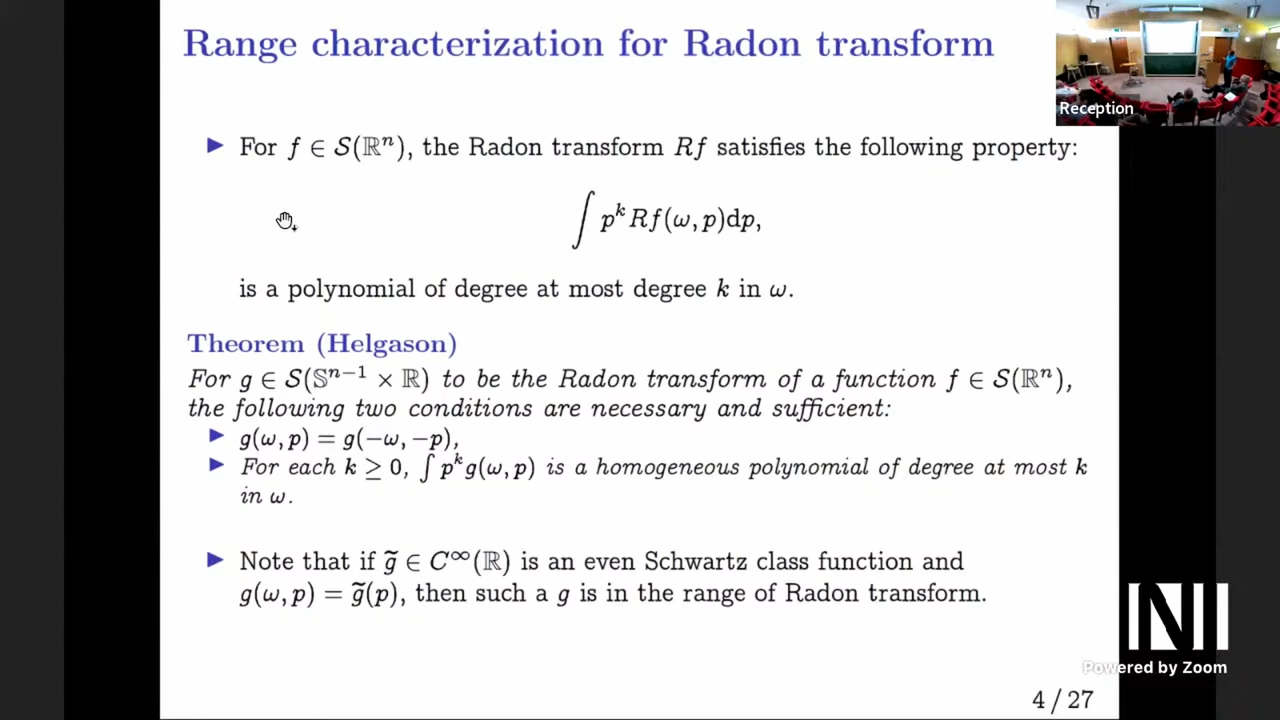 Range characterization for Radon transform
Reception
▶ For f ∈ S(ℝⁿ), the Radon transform Rf satisfies the following property:
∫ pᵏ Rf(ω, p)dp,
is a polynomial of degree at most degree k in ω.
Theorem (Helgason)
For g ∈ S(𝕊ⁿ⁻¹ × ℝ) to be the Radon transform of a function f ∈ S(ℝⁿ),
the following two conditions are necessary and sufficient:
▶ g(ω, p) = g(−ω, −p),
▶ For each k ≥ 0, ∫ pᵏg(ω, p) is a homogeneous polynomial of degree at most k
in ω.
▶ Note that if g̃ ∈ C^∞(ℝ) is an even Schwartz class function and
g(ω, p) = g̃(p), then such a g is in the range of Radon transform.
Powered by Zoom
4 / 27